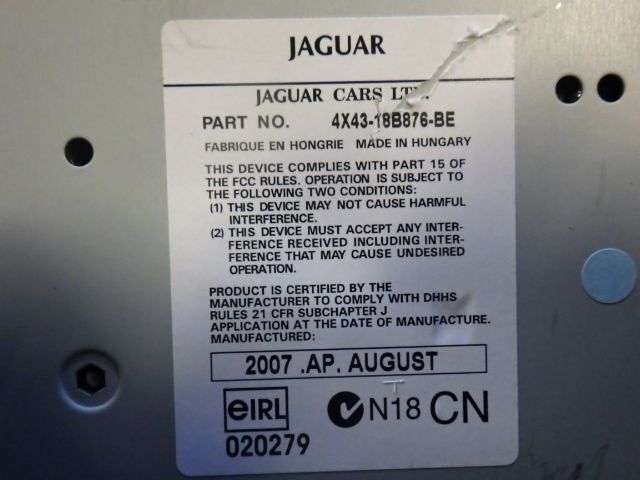 JAGUAR
JAGUAR CARS LTD.
PART NO. 4X43-18B876-BE
FABRIQUE EN HONGRIE MADE IN HUNGARY
THIS DEVICE COMPLIES WITH PART 15 OF
THE FCC RULES. OPERATION IS SUBJECT TO
THE FOLLOWING TWO CONDITIONS:
(1) THIS DEVICE MAY NOT CAUSE HARMFUL
INTERFERENCE.
(2) THIS DEVICE MUST ACCEPT ANY INTER-
FERENCE RECEIVED INCLUDING INTER-
FERENCE THAT MAY CAUSE UNDESIRED
OPERATION.
PRODUCT IS CERTIFIED BY THE
MANUFACTURER TO COMPLY WITH DHHS
RULES 21 CFR SUBCHAPTER J
APPLICATION AT THE DATE OF MANUFACTURE.
MANUFACTURED:
2007 .AP. AUGUST
eIRL N18 CN
020279